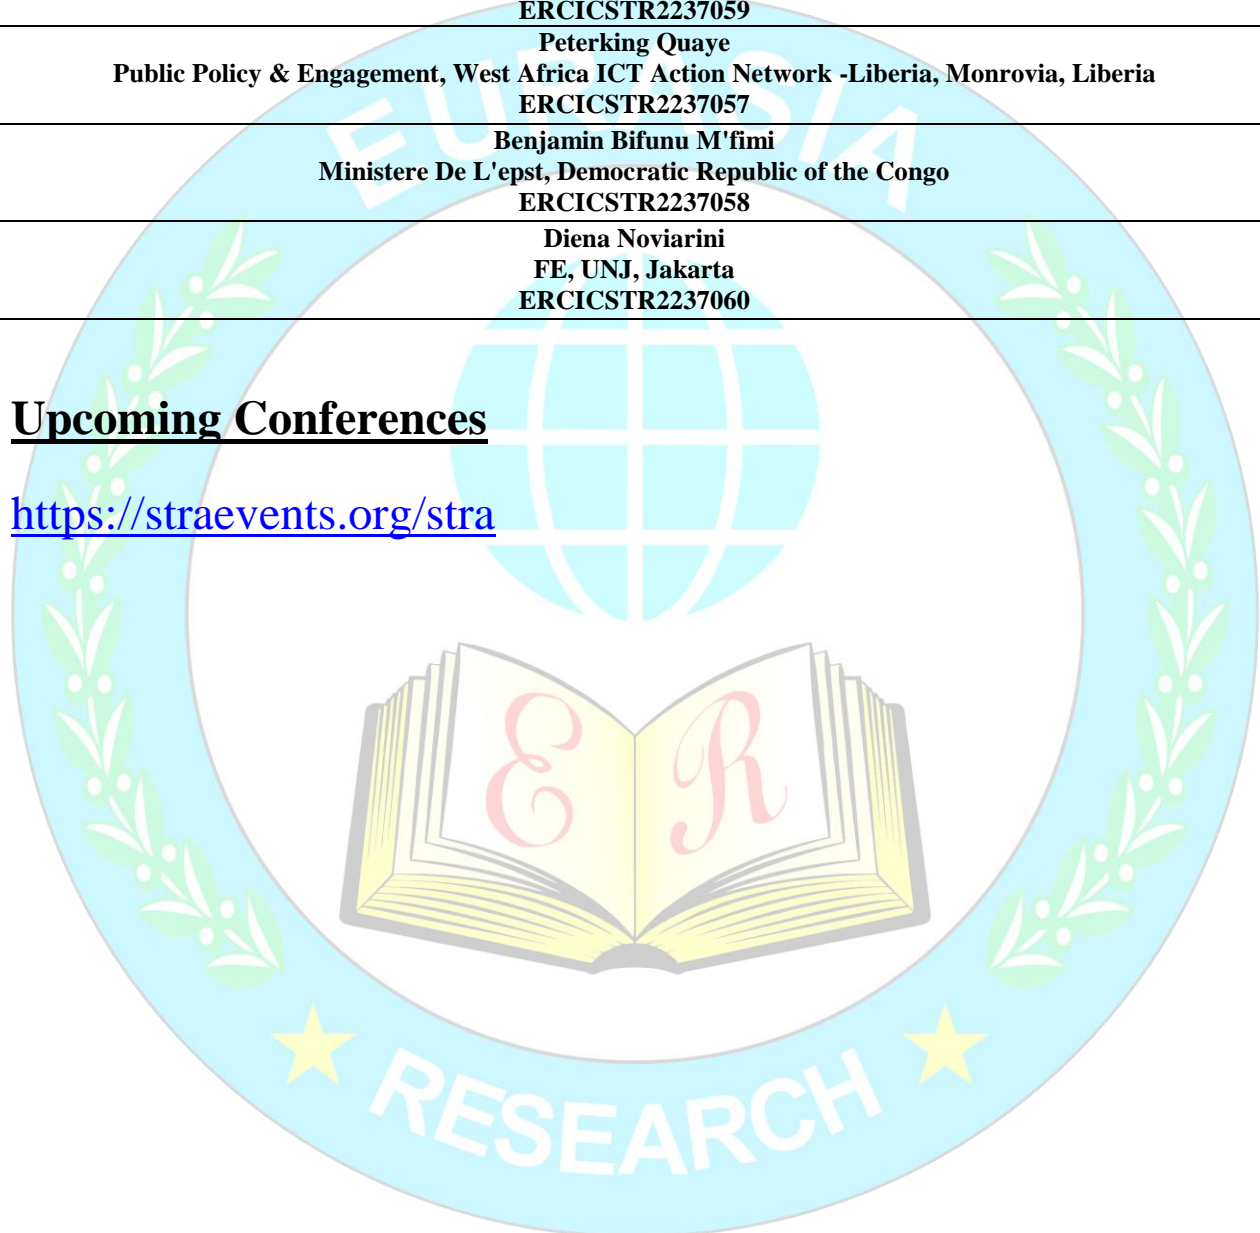 ERCICSTR2237059
Peterking Quaye
Public Policy & Engagement, West Africa ICT Action Network -Liberia, Monrovia, Liberia
ERCICSTR2237057
Benjamin Bifunu M'fimi
Ministere De L'epst, Democratic Republic of the Congo
ERCICSTR2237058
Diena Noviarini
FE, UNJ, Jakarta
ERCICSTR2237060
Upcoming Conferences
https://straevents.org/stra
EURASIA
E R
RESEARCH